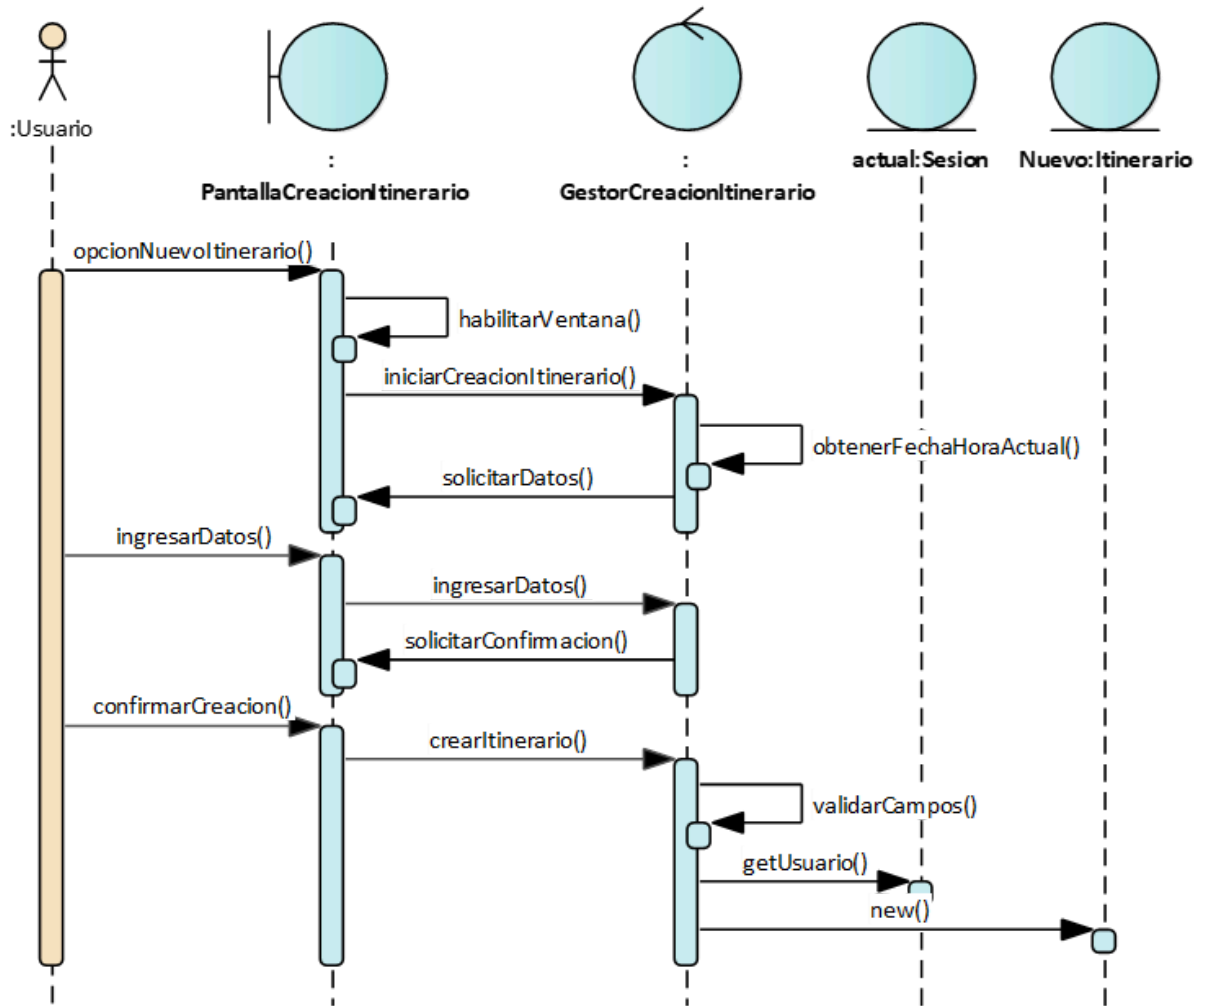 :Usuario
:
PantallaCreacionItinerario
:
GestorCreacionItinerario
actual:Sesion
Nuevo:Itinerario
opcionNuevoItinerario()
habilitarVentana()
iniciarCreacionItinerario()
obtenerFechaHoraActual()
solicitarDatos()
ingresarDatos()
ingresarDatos()
solicitarConfirmacion()
confirmarCreacion()
crearItinerario()
validarCampos()
getUsuario()
new()